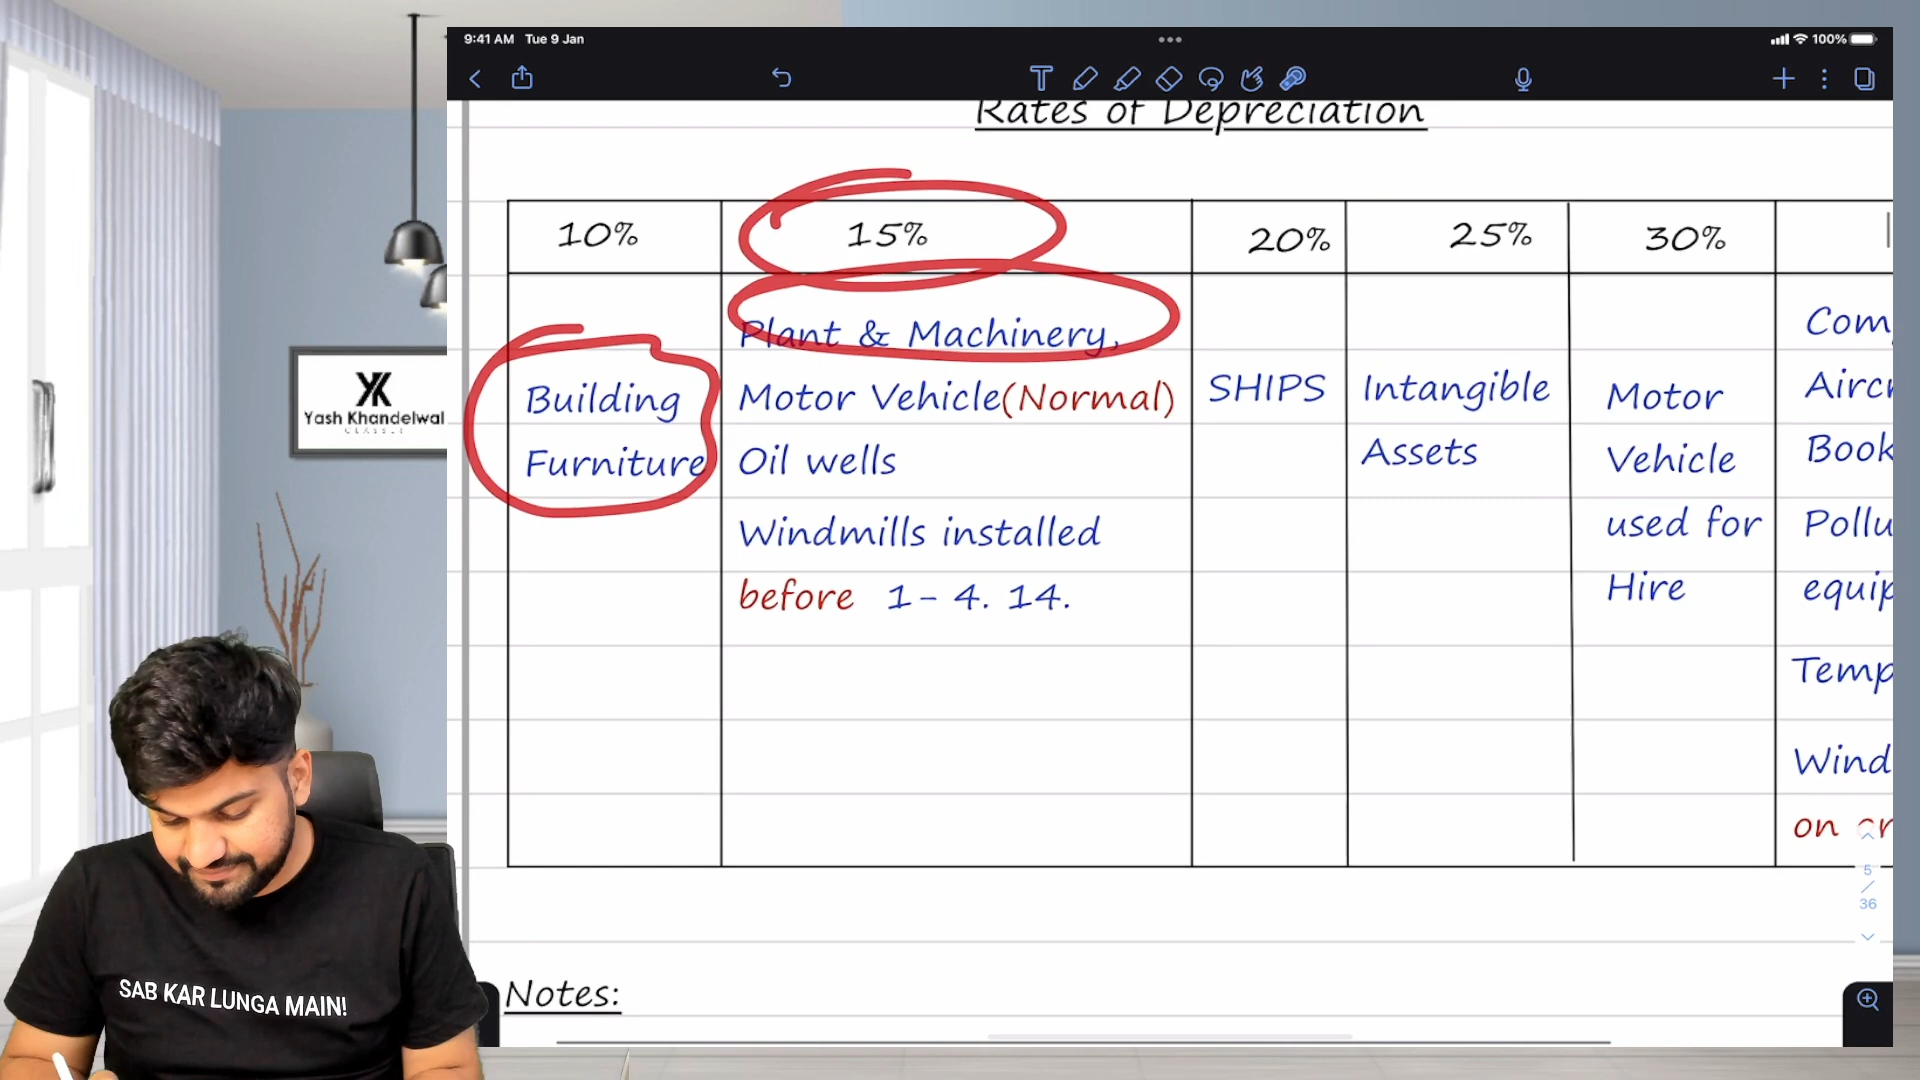 9:41 AM Tue 9 Jan
100%
Rates of Depreciation
10%
15%
20%
25%
30%
Building
Furniture
Plant & Machinery,
Motor Vehicle(Normal)
Oil wells
Windmills installed
before 1-4. 14.
SHIPS
Intangible
Assets
Motor
Vehicle
used for
Hire
Com
Airc
Book
Pollu
equip
Temp
Wind
on
5
/
36
Notes:
YK
Yash Khandelwal
CLASSES
SAB KAR LUNGA MAIN!